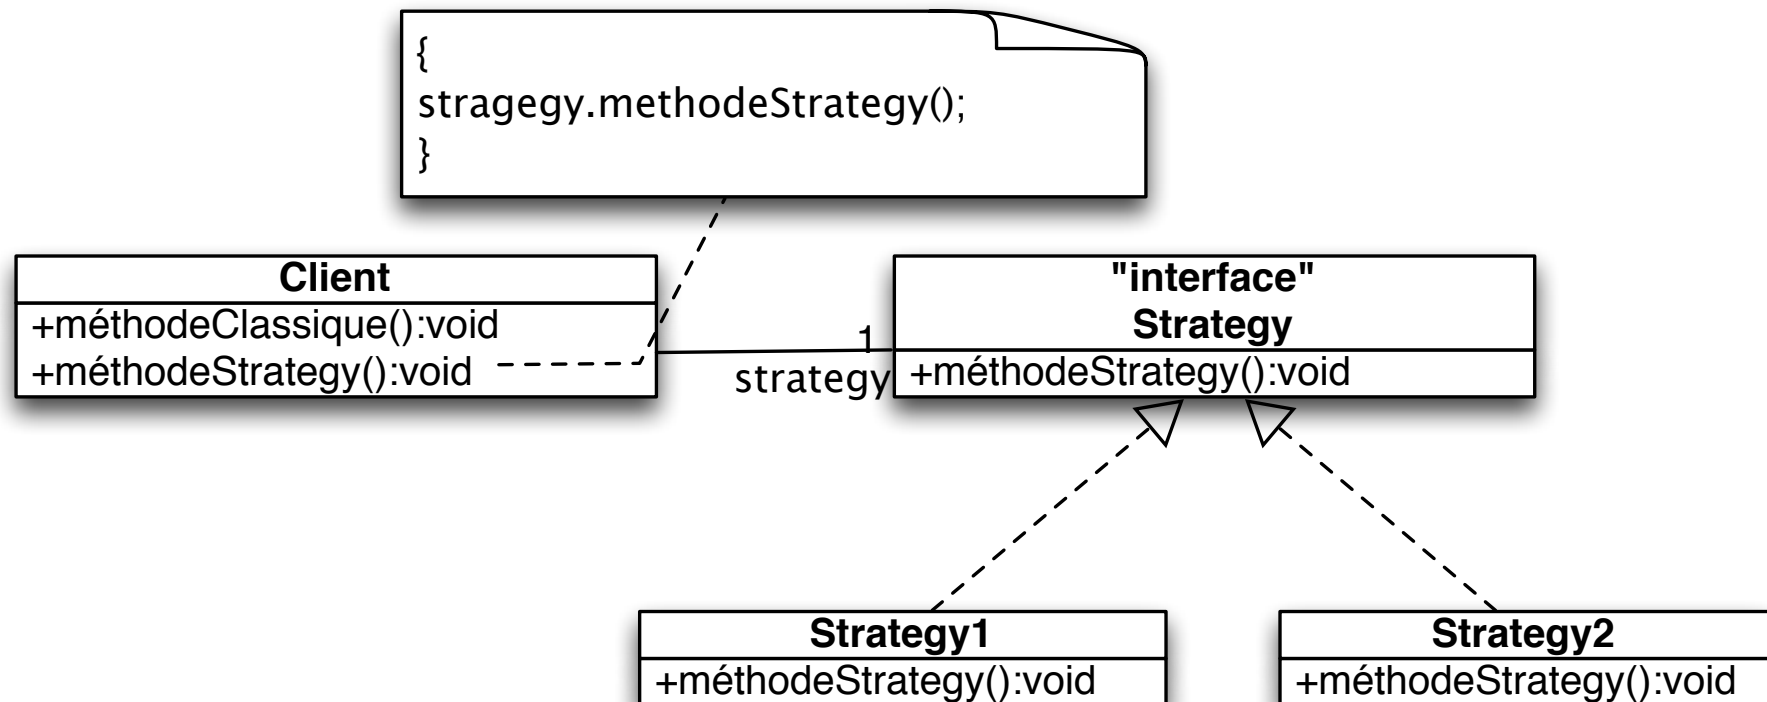 {
stragegy.methodeStrategy();
}
Client
+méthodeClassique():void
+méthodeStrategy():void
1
strategy
"interface"
Strategy
+méthodeStrategy():void
Strategy1
+méthodeStrategy():void
Strategy2
+méthodeStrategy():void